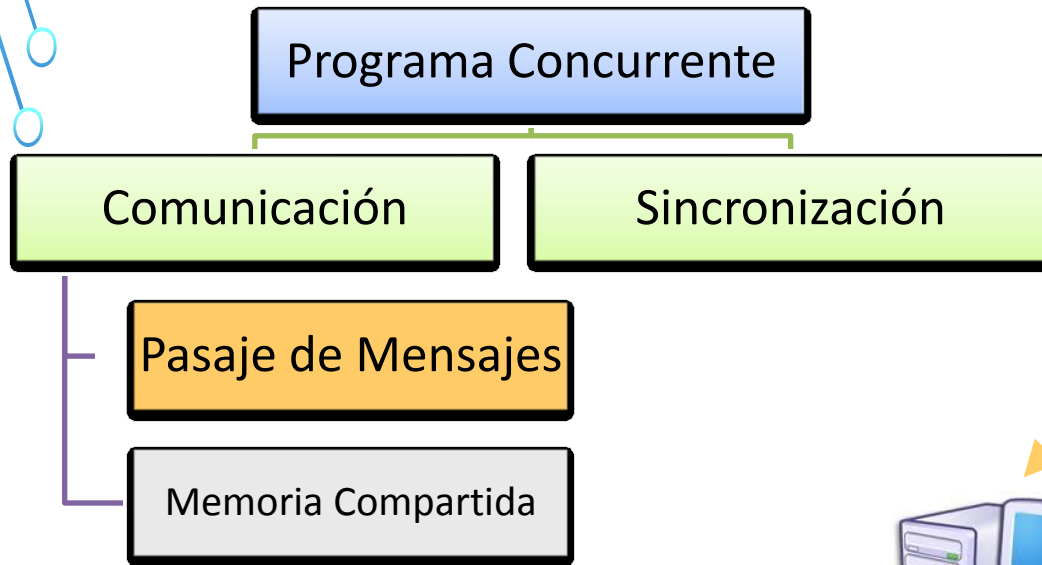 Programa Concurrente
Comunicación
Sincronización
Pasaje de Mensajes
Memoria Compartida